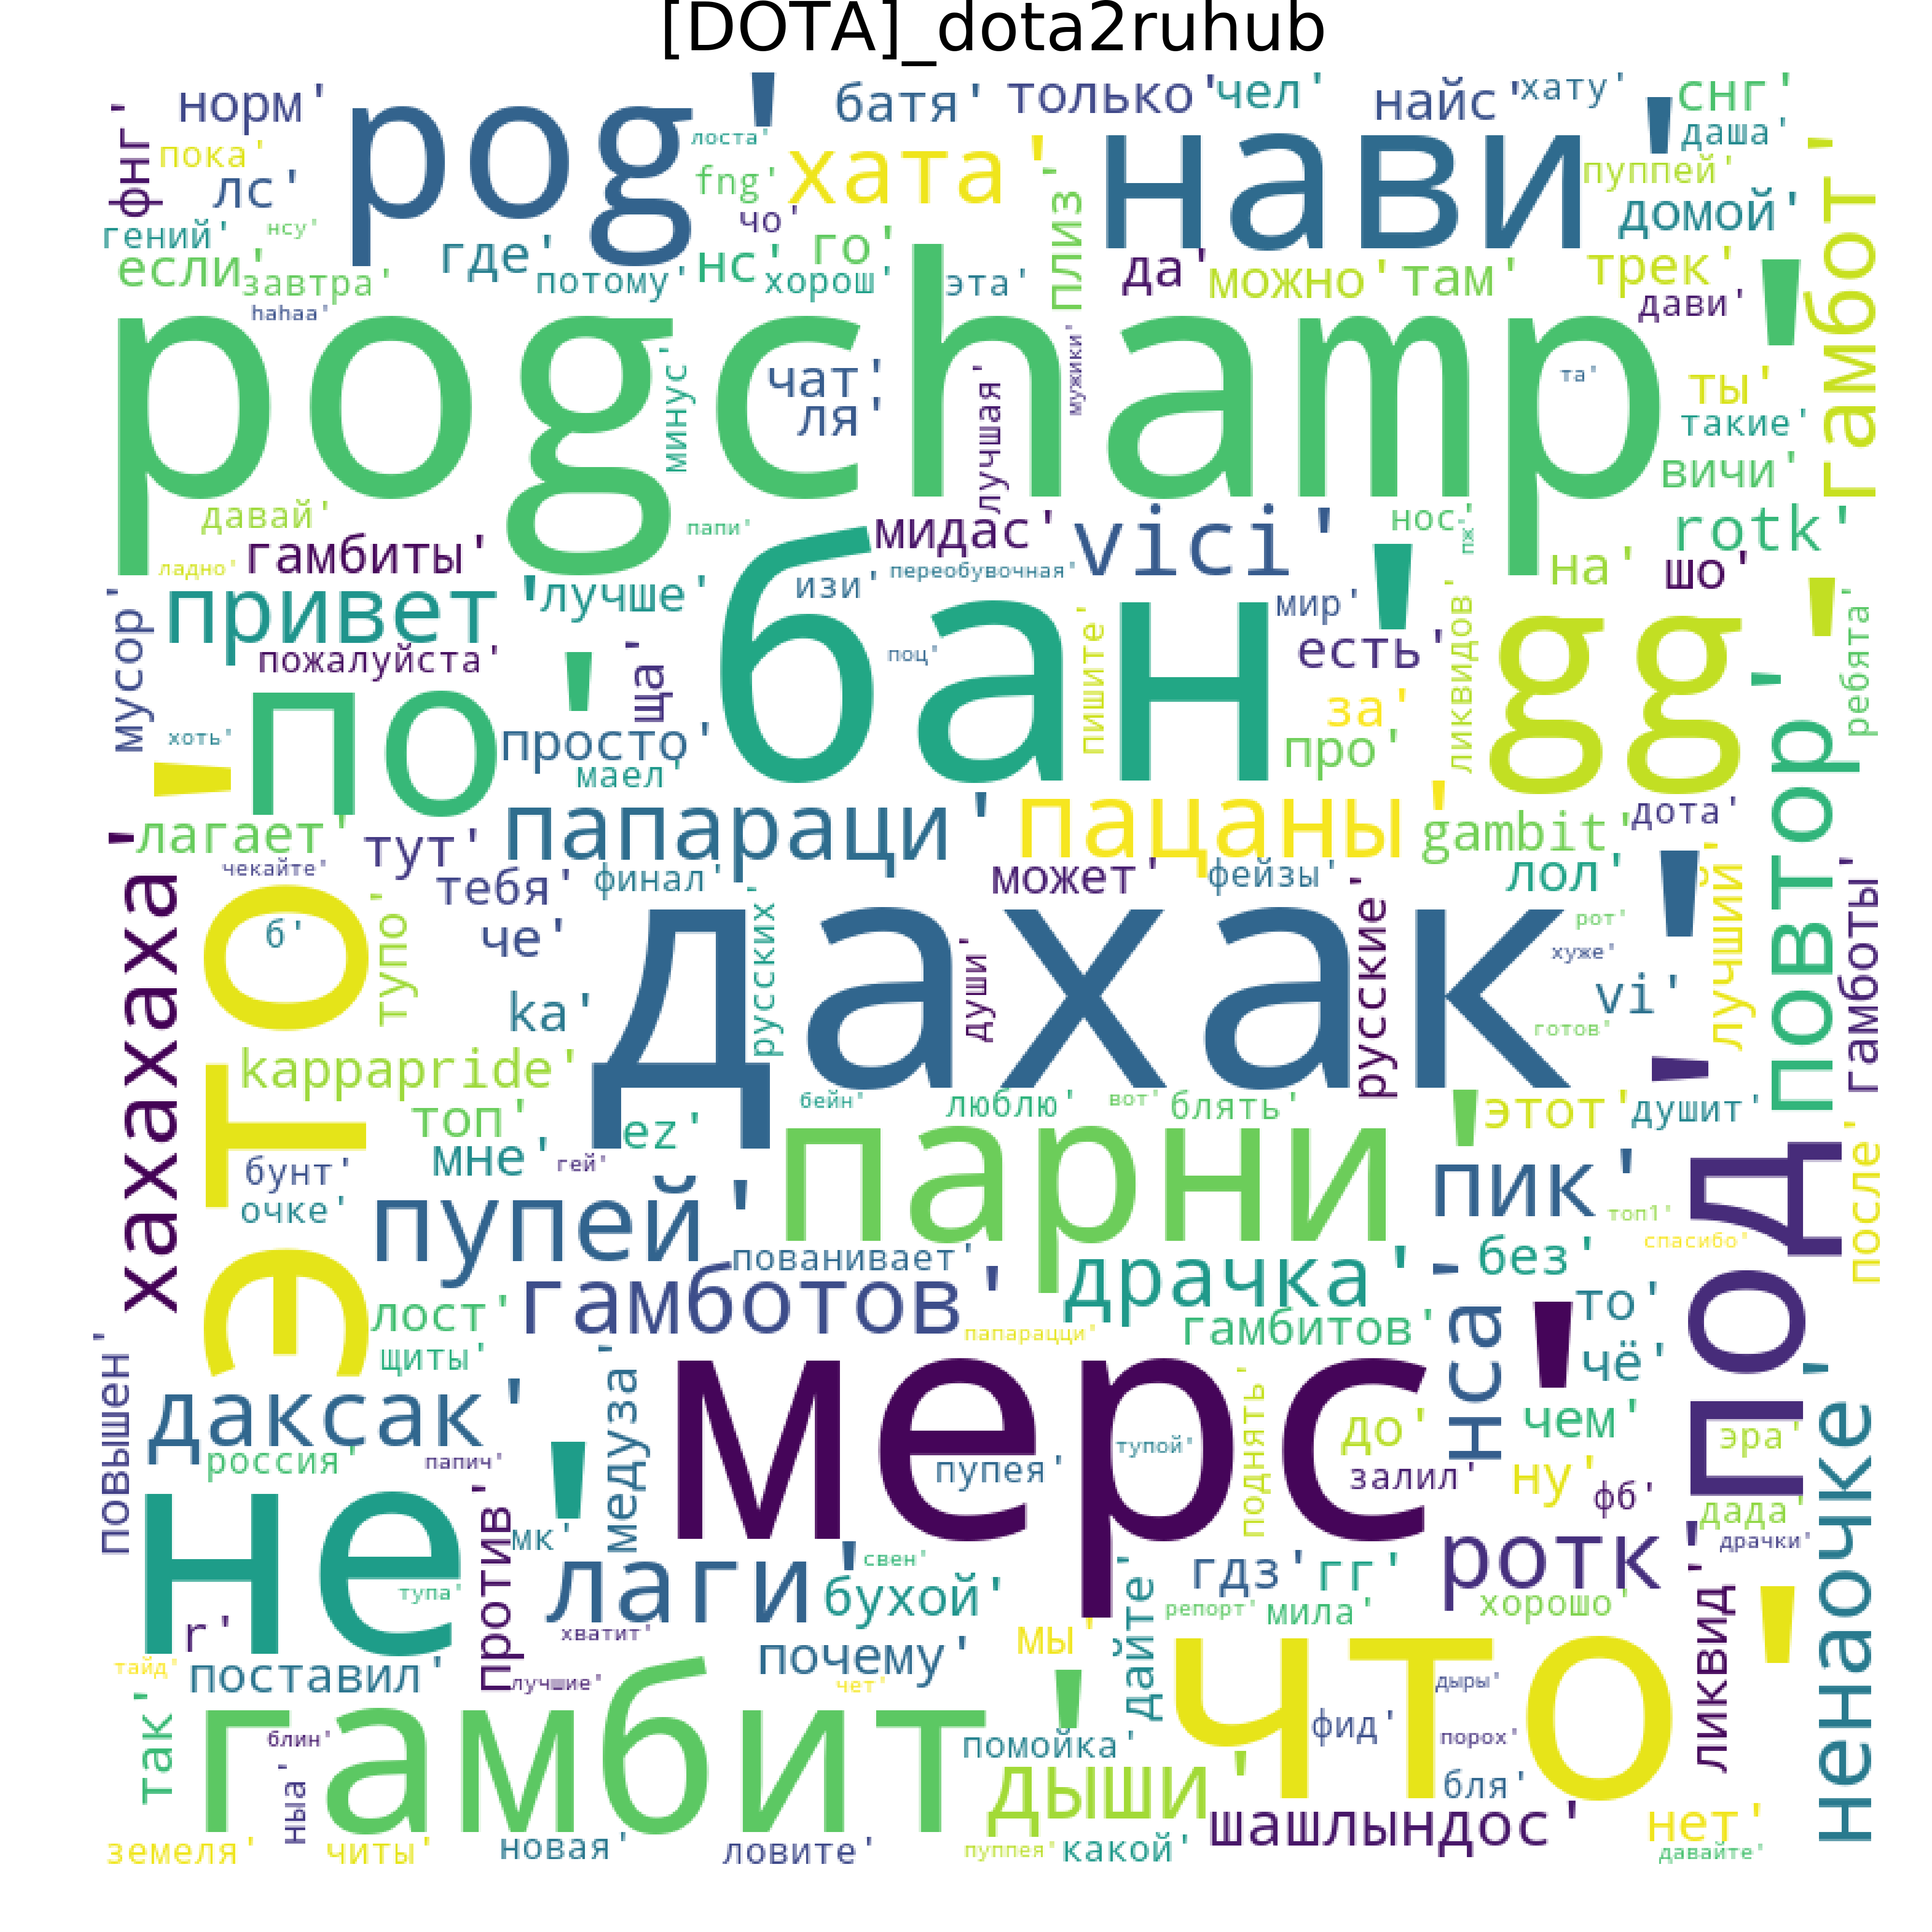 [DOTA]_dota2ruhub
норм' pog' батя' только' чел' найс' хату' снг'
фнг' пока' лоста' хата' нави' даша'
лс' fng' плиз' пуппей' гамбот'
гений' нсу' чо' домой'
если' завтра' где' потому' нс' го' хорош' эта' да' можно' там' трек'
hahaa' дави'
pogchamp'
минус' чат' ля' лучшая' мужики' та' ты'
такие'
вичи'
давай' папи' мидас' vici' нос' пж' rotk'
ладно' гамбиты' изи' переобувочная' на' шо'
мусор' привет' лучше' бан' мир' gg' ребята'
пожалуйста' ща' поц' пишите' есть' ликвидов'
по' за' повтор'
хоть' просто' про'
маел'
это' папараци' пацаны' gambit' дота'
лагает' тут' может' фейзы' лол' лучший' гамботы'
хахахаха' чекайте' тебя' финал'
б' тупо' че' русских' дахак' души' русские' рот'
хуже'
ka' vi'
готов'
kappapride' бейн' люблю' вот' блять' этот' душит'
топ' ez' парни' под' после'
бунт' мне' гей' пик'
очке' пупей' топ1'
пованивает' спасибо'
лост' гамботов' драчка' нса' без'
папарацци' гамбитов' то'
щиты' чё'
повышен' даксак' медуза' мерс' поднять' до' чем' ненаочке'
россия' папич' пупея' тупой' залил' ну' эра'
не' против' фб' дада'
мк' лаги' свен' дайте' гдз' гг' ротк' драчки'
тупа' бухой' репорт' мила' хорошо' ликвид'
r' хватит' почему' мы' что'
тайд' поставил' лучшие' чет' дыры'
так' гамбит' фид' порох'
блин' помойка' бля'
ныа' дыши' шашлындос' нет'
земеля' читы' новая' ловите' пуппея' какой' давайте'